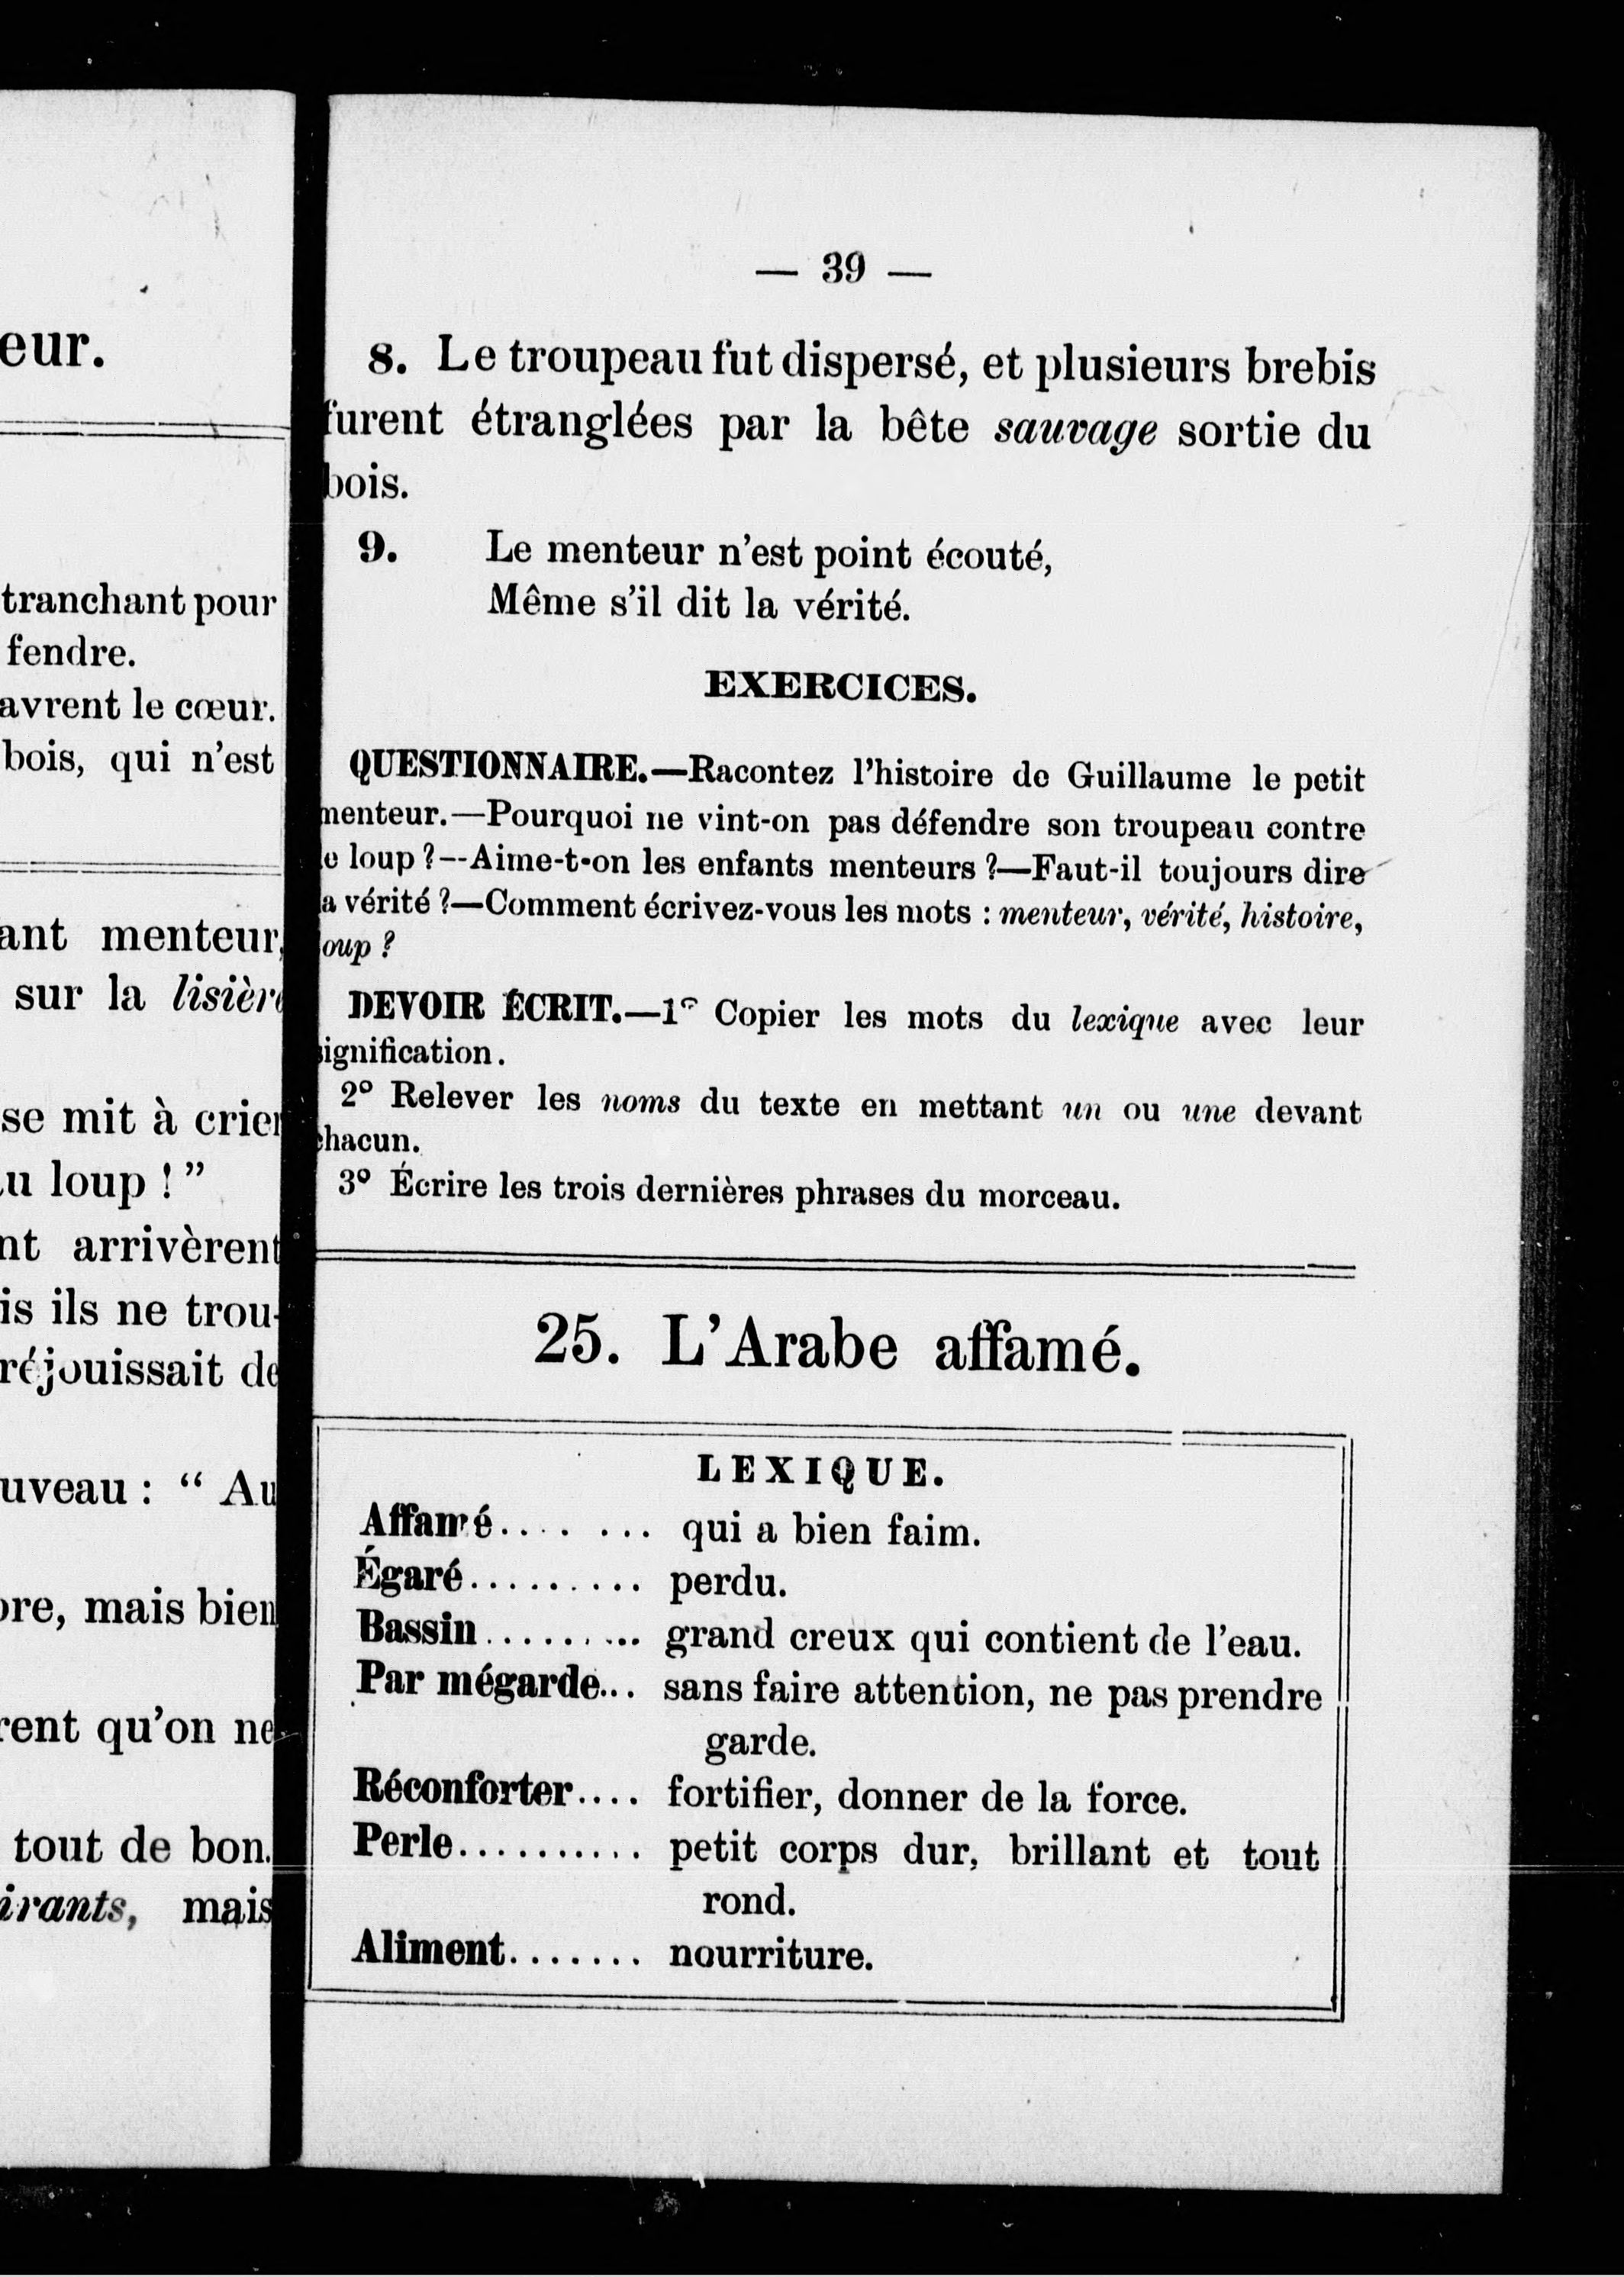 eur.
tranchant pour
fendre.
avrent le cœur.
bois, qui n'est
ant menteur,
sur la lisière
se mit à crier
u loup ! ”
nt arrivèrent
is ils ne trou-
réjouissait de
uveau : “ Au
ore, mais bien
rent qu'on ne
tout de bon.
irants, mais
— 39 —
8. Le troupeau fut dispersé, et plusieurs brebis
furent étranglées par la bête sauvage sortie du
bois.
9. Le menteur n'est point écouté,
Même s'il dit la vérité.
EXERCICES.
QUESTIONNAIRE.—Racontez l'histoire de Guillaume le petit
menteur.—Pourquoi ne vint-on pas défendre son troupeau contre
le loup ?--Aime-t-on les enfants menteurs ?—Faut-il toujours dire
la vérité ?—Comment écrivez-vous les mots : menteur, vérité, histoire,
loup ?
DEVOIR ÉCRIT.—1° Copier les mots du lexique avec leur
signification.
2° Relever les noms du texte en mettant un ou une devant
chacun.
3° Écrire les trois dernières phrases du morceau.
25. L'Arabe affamé.
LEXIQUE.
Affamé.... ... qui a bien faim.
Égaré......... perdu.
Bassin......... grand creux qui contient de l'eau.
Par mégarde... sans faire attention, ne pas prendre
garde.
Réconforter.... fortifier, donner de la force.
Perle.......... petit corps dur, brillant et tout
rond.
Aliment....... nourriture.